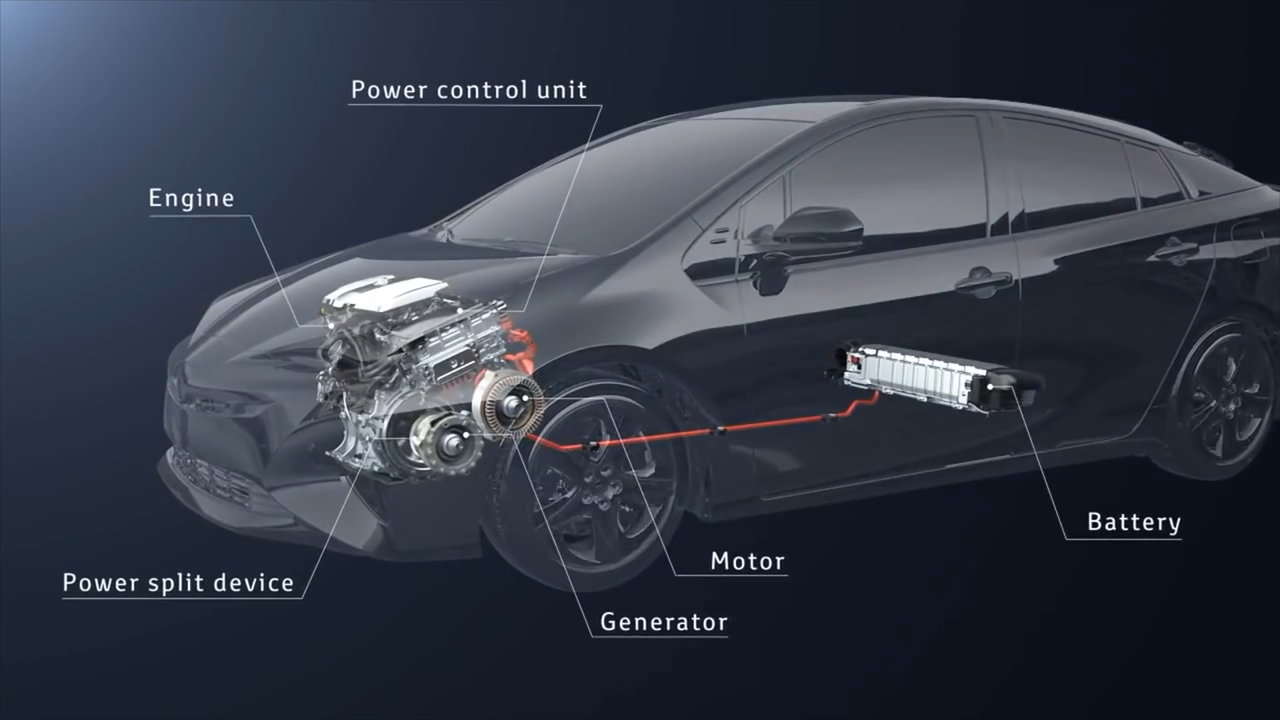 Power control unit
Engine
Battery
Motor
Power split device
Generator